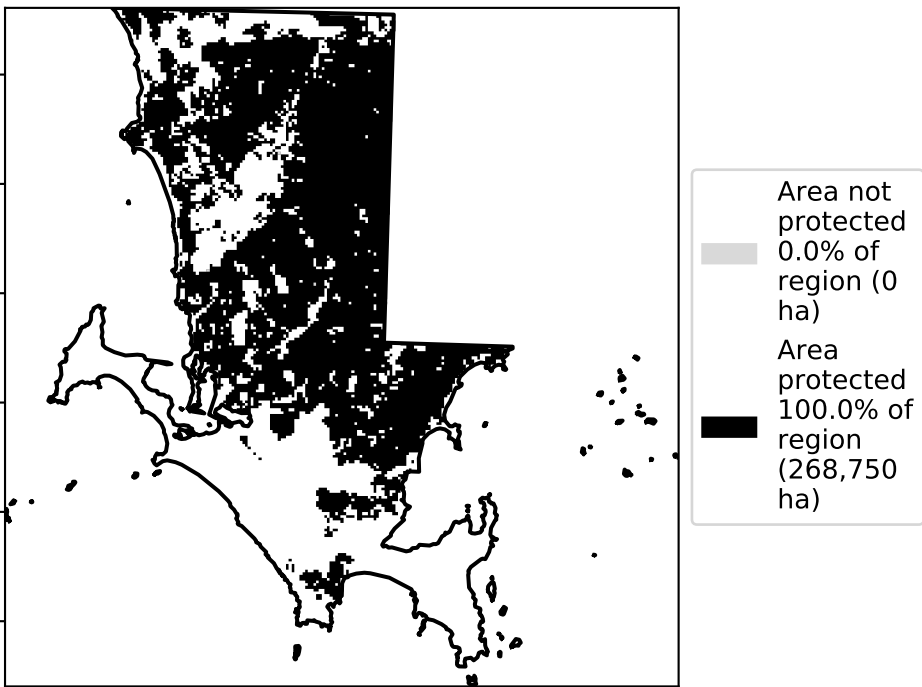 Area not
protected
0.0% of
region (0
ha)
Area
protected
100.0% of
region
(268,750
ha)